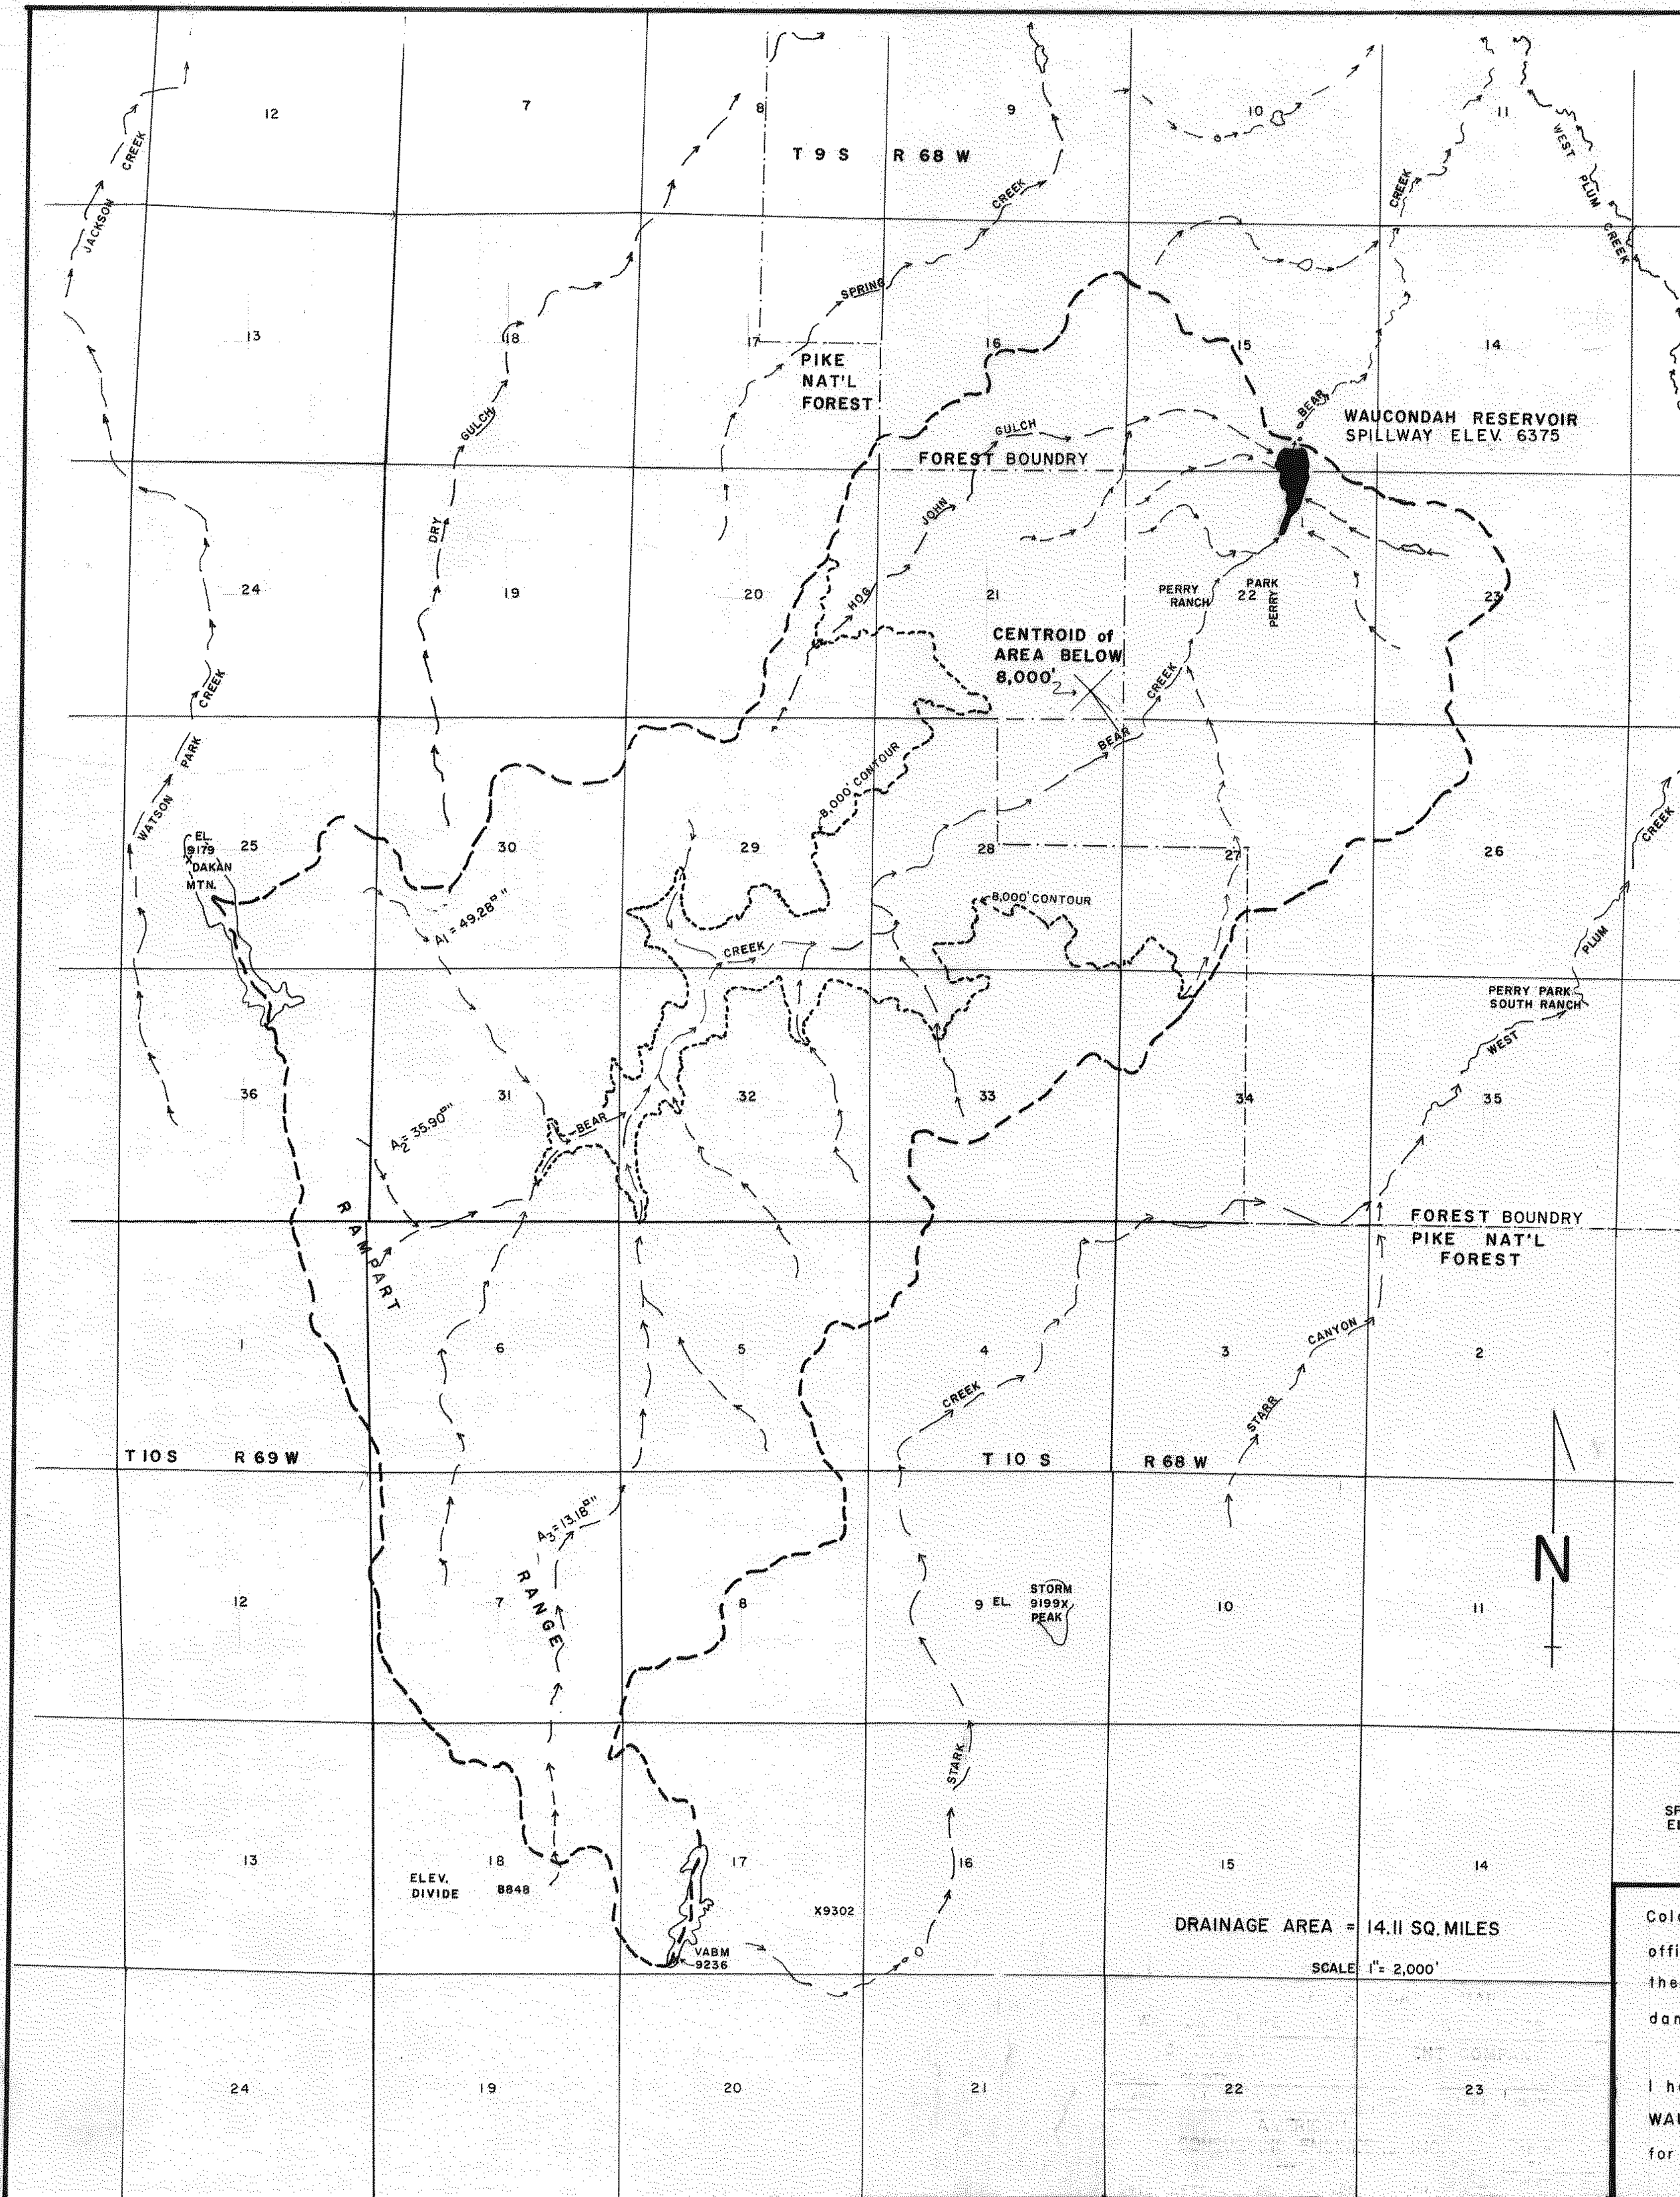 12
7
8
9
10
11
T 9 S R 68 W
JACKSON
CREEK
SPRING
CREEK
CREEK
WEST
PLUM
CREEK
13
18
17
16
15
14
PIKE
NAT'L
FOREST
DRY
GULCH
JOHN
GULCH
HOG
BEAR
WAUCONDAH RESERVOIR
SPILLWAY ELEV. 6375
FOREST BOUNDRY
24
19
20
21
22
23
PERRY
RANCH
PARK
PERRY
CENTROID of
AREA BELOW
8,000'
CREEK
BEAR
WATSON
PARK
CREEK
8,000' CONTOUR
EL.
9179
X
DAKAN
MTN.
25
30
29
28
27
26
8,000' CONTOUR
A1 = 49.28
CREEK
CREEK
PLUM
WEST
PERRY PARK
SOUTH RANCH
36
31
32
33
34
35
BEAR
A2 = 35.90
RAMPART
FOREST BOUNDRY
PIKE NAT'L
FOREST
1
6
5
4
3
2
CREEK
STARR
CANYON
T 10 S R 69 W
T 10 S R 68 W
A3 = 13.18
RANGE
12
7
8
9
EL.
STORM
9199X
PEAK
10
11
N
STARK
13
18
17
16
15
14
ELEV.
DIVIDE 8848
X9302
VABM
9236
DRAINAGE AREA = 14.11 SQ. MILES
SCALE 1"= 2,000'
24
19
20
21
22
23
the
I
for